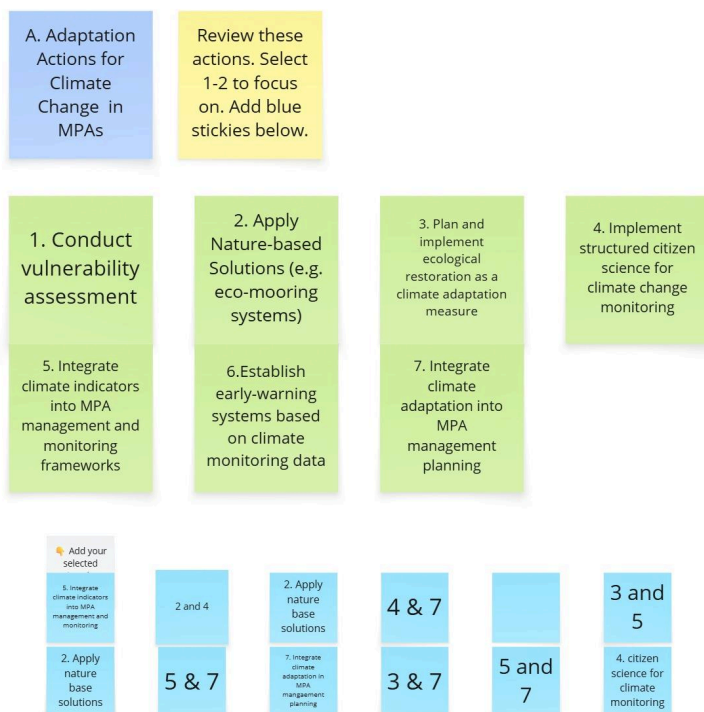 A. Adaptation
Actions for
Climate
Change in
MPAs
Review these
actions. Select
1-2 to focus
on. Add blue
stickies below.
1. Conduct
vulnerability
assessment
2. Apply
Nature-based
Solutions (e.g.
eco-mooring
systems)
3. Plan and
implement
ecological
restoration as a
climate adaptation
measure
4. Implement
structured citizen
science for
climate change
monitoring
5. Integrate
climate indicators
into MPA
management and
monitoring
frameworks
6.Establish
early-warning
systems based
on climate
monitoring data
7. Integrate
climate
adaptation into
MPA
management
planning
👇 Add your
selected
5. Integrate
climate indicators
into MPA
management and
monitoring
2 and 4
2. Apply
nature
base
solutions
4 & 7
3 and
5
2. Apply
nature
base
solutions
5 & 7
7. Integrate
climate
adaptation in
MPA
mangaement
planning
3 & 7
5 and
7
4. citizen
science for
climate
monitoring